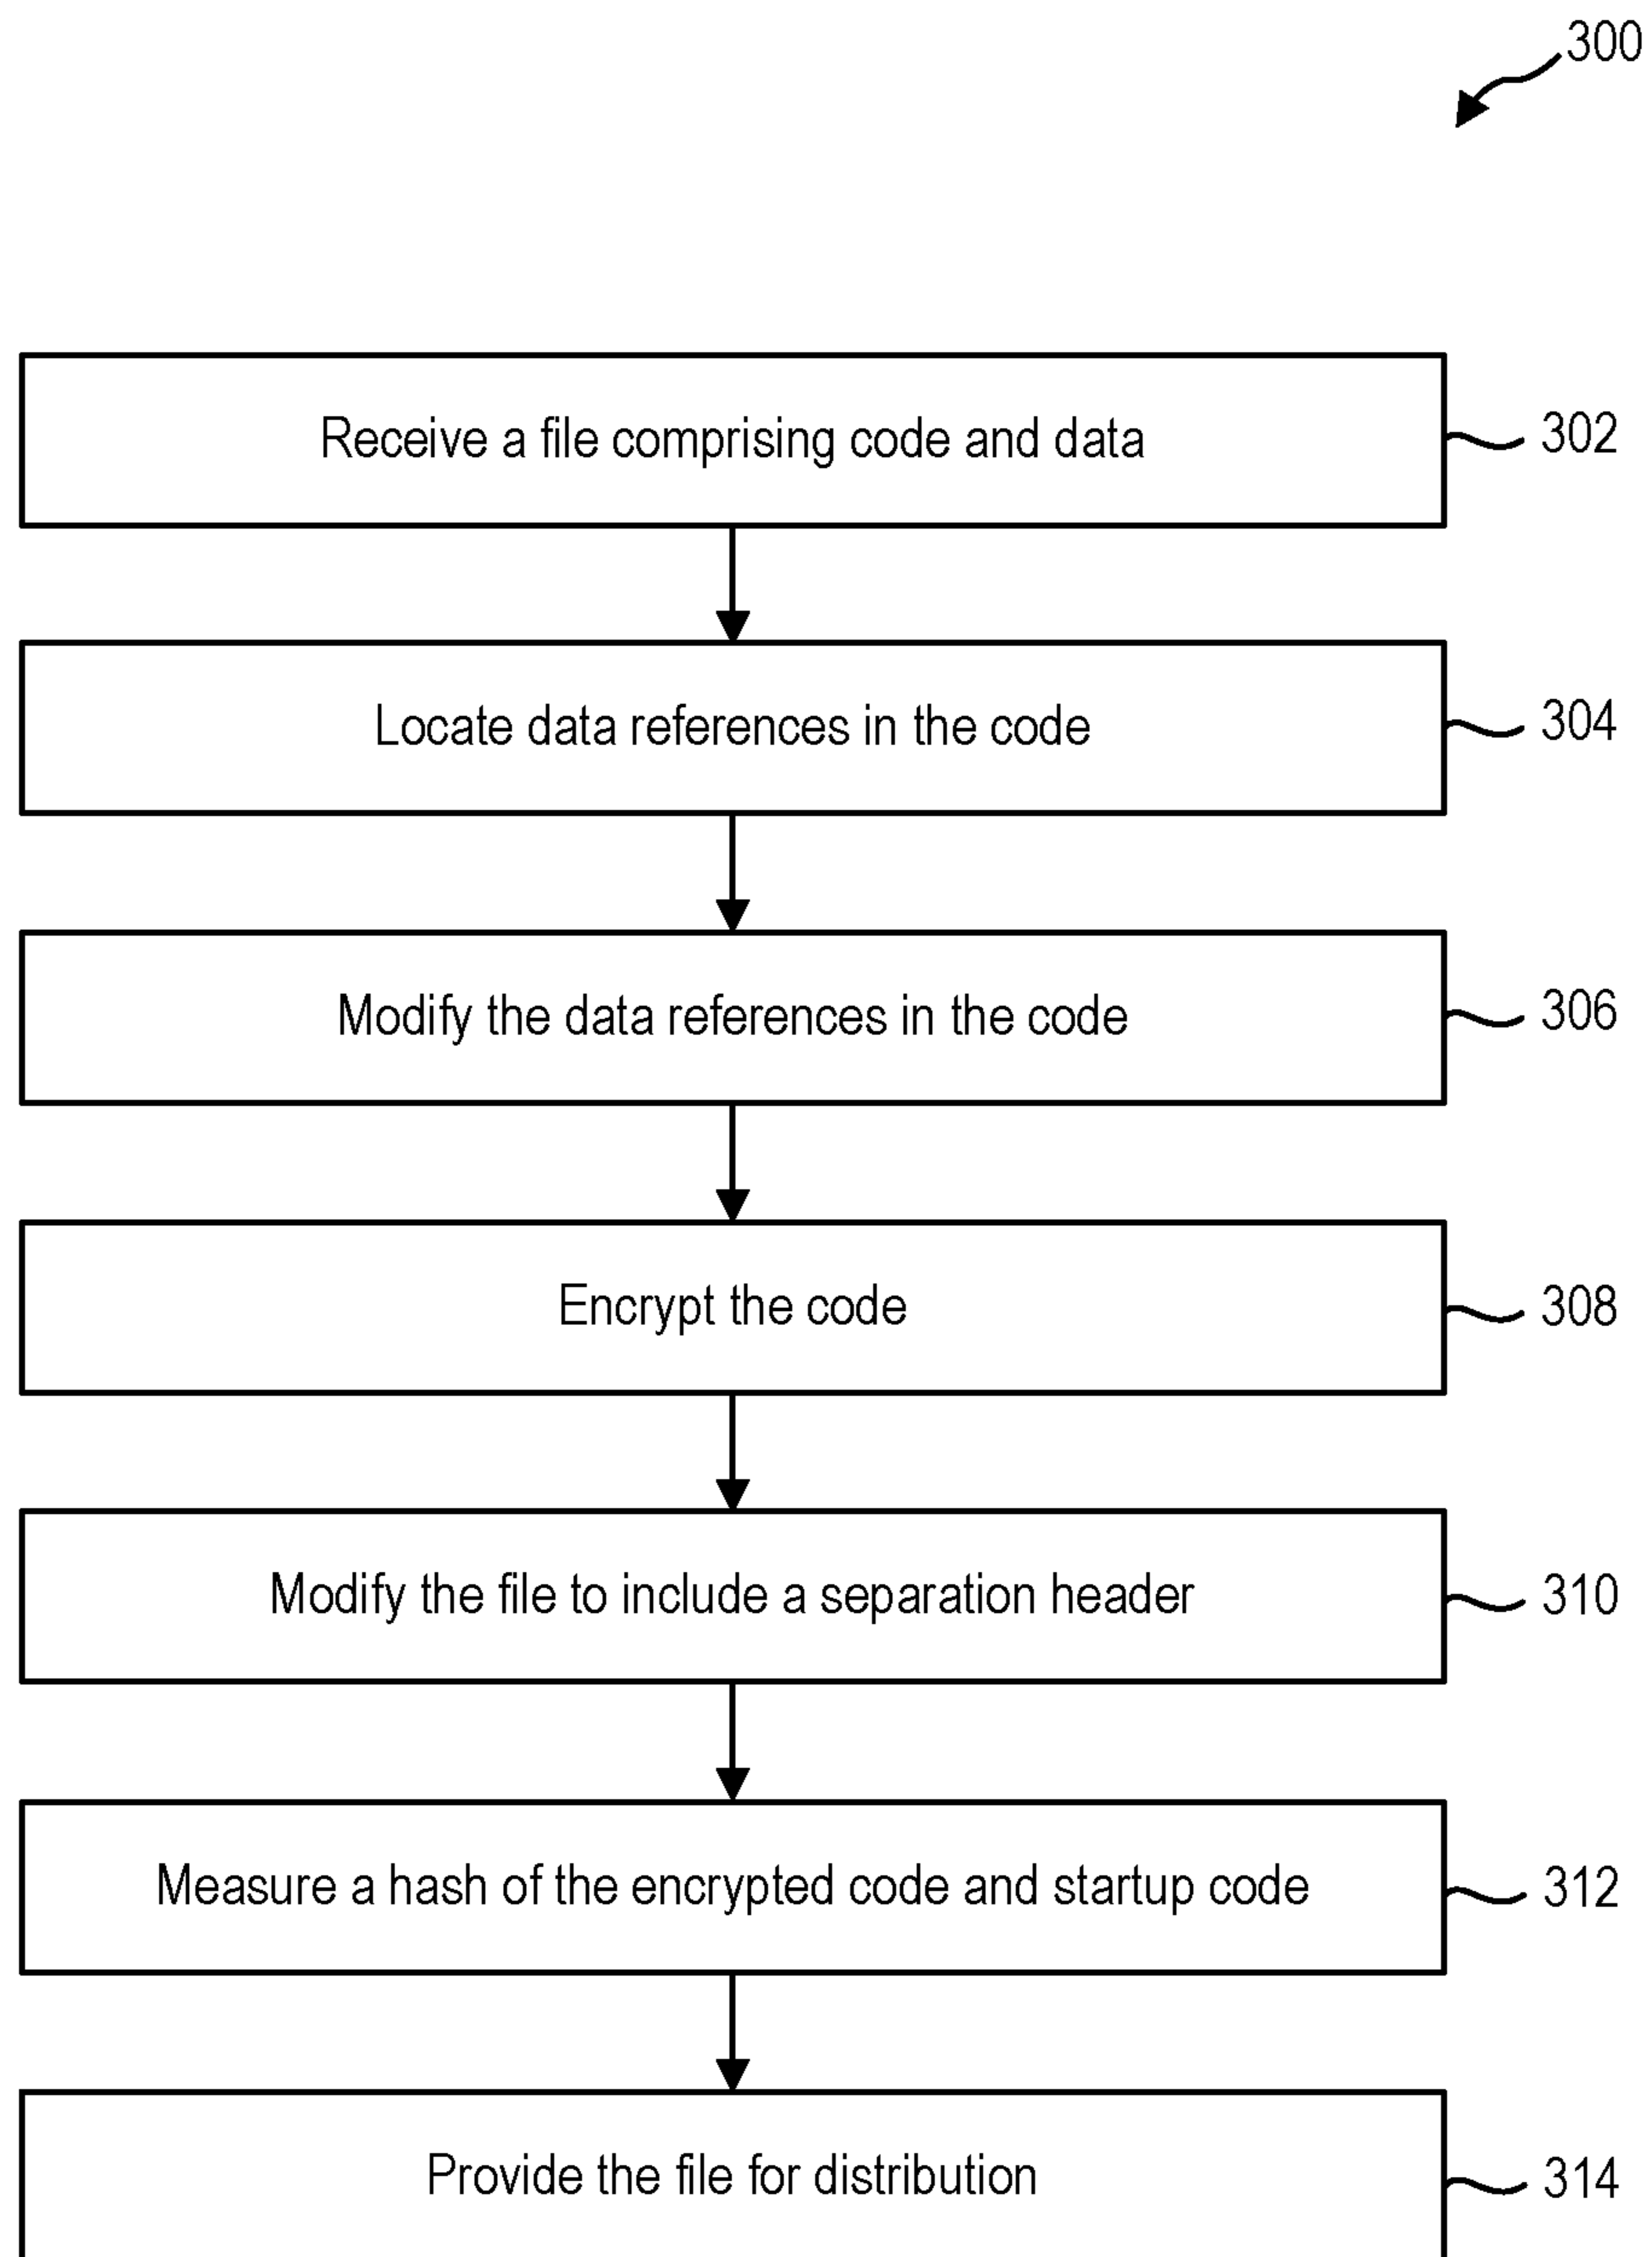 300
Receive a file comprising code and data
302
Locate data references in the code
304
Modify the data references in the code
306
Encrypt the code
308
Modify the file to include a separation header
310
Measure a hash of the encrypted code and startup code
312
Provide the file for distribution
314